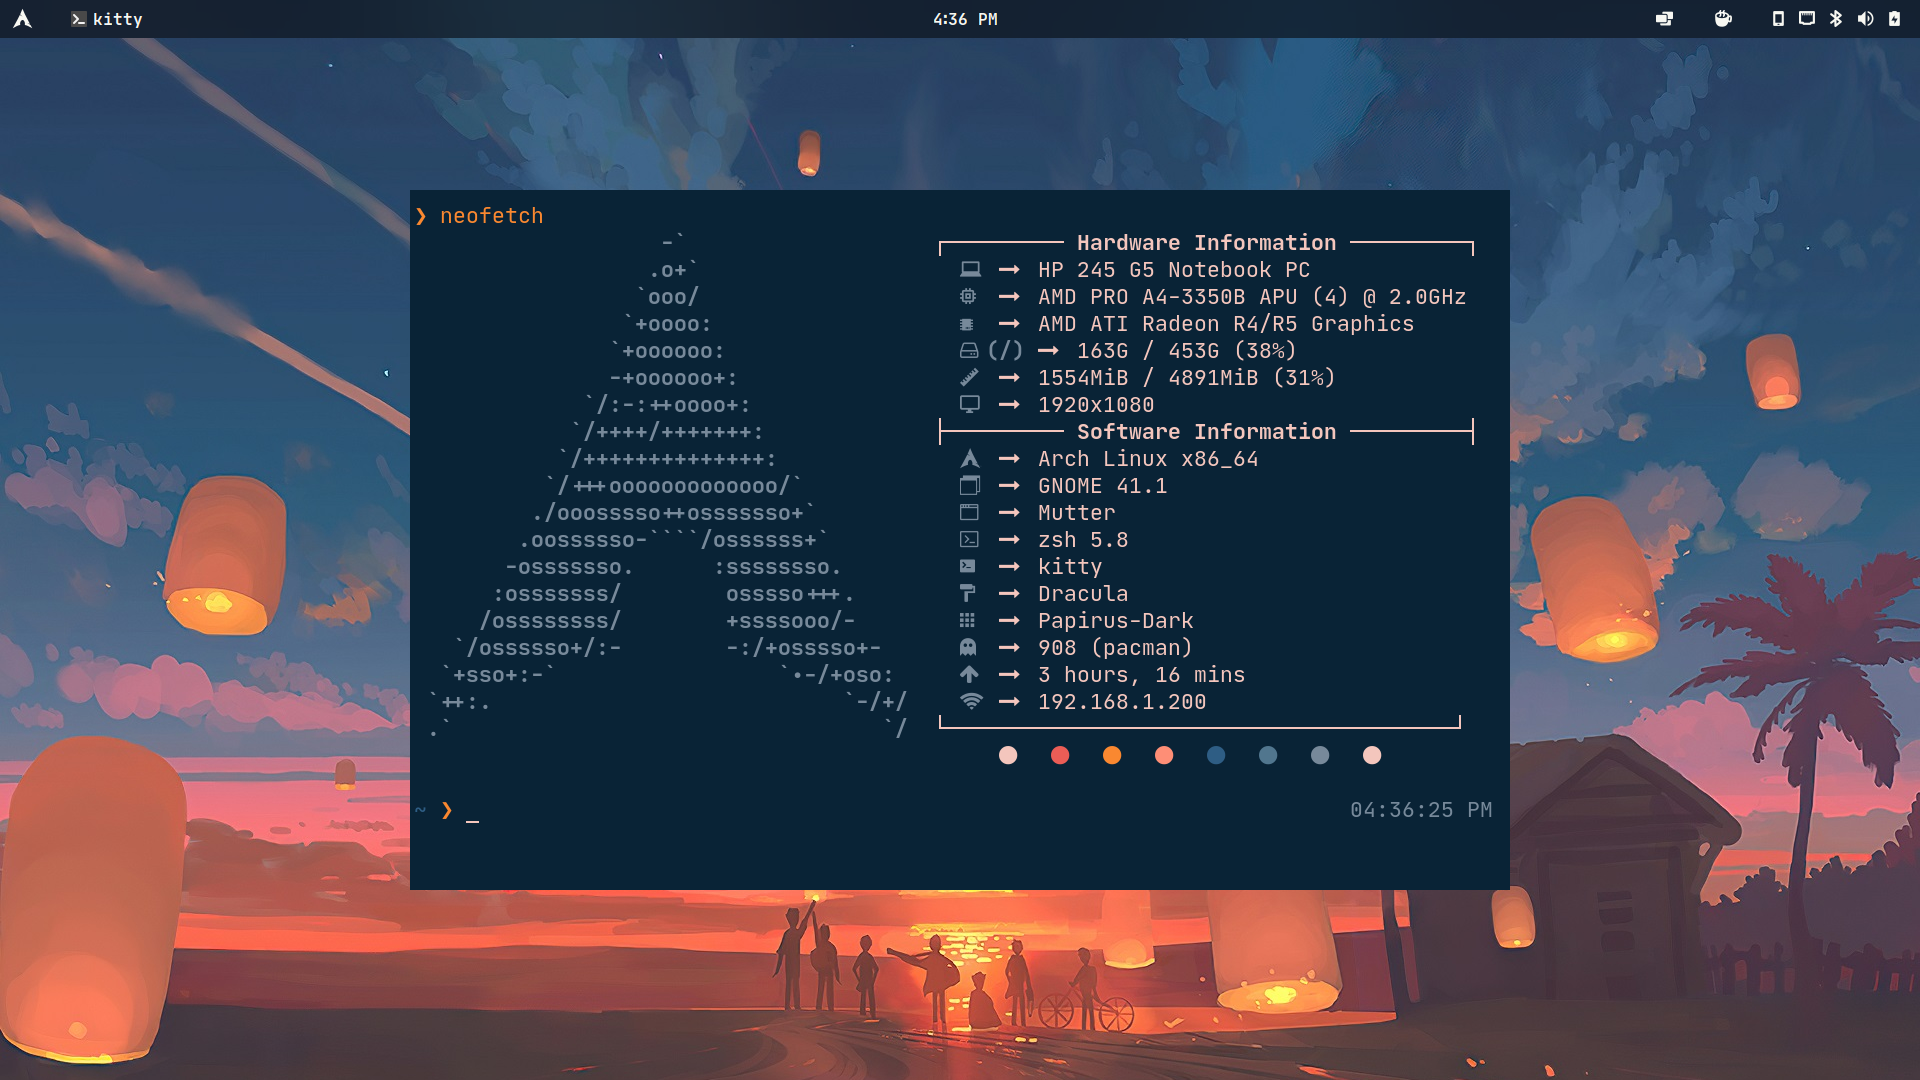 kitty
4:36 PM
❯ neofetch
-`
.o+`
`ooo/
`+oooo:
`+oooooo:
-+oooooo+:
`/:-:++oooo+:
`/++++/+++++++:
`/++++++++++++++:
`/+++ooooooooooooo/`
./ooosssso++osssssso+`
.oossssso-````/ossssss+`
-osssssso.      :ssssssso.
:osssssss/        osssso+++.
/ossssssss/        +ssssooo/-
`/ossssso+/:-        -:/+osssso+-
`+sso+:-`                 `.-/+oso:
`++:.                           `-/+/
.`                                 `/
Hardware Information
→ HP 245 G5 Notebook PC
→ AMD PRO A4-3350B APU (4) @ 2.0GHz
→ AMD ATI Radeon R4/R5 Graphics
(/) → 163G / 453G (38%)
→ 1554MiB / 4891MiB (31%)
→ 1920x1080
Software Information
→ Arch Linux x86_64
→ GNOME 41.1
→ Mutter
→ zsh 5.8
→ kitty
→ Dracula
→ Papirus-Dark
→ 908 (pacman)
→ 3 hours, 16 mins
→ 192.168.1.200
~ ❯ _
04:36:25 PM